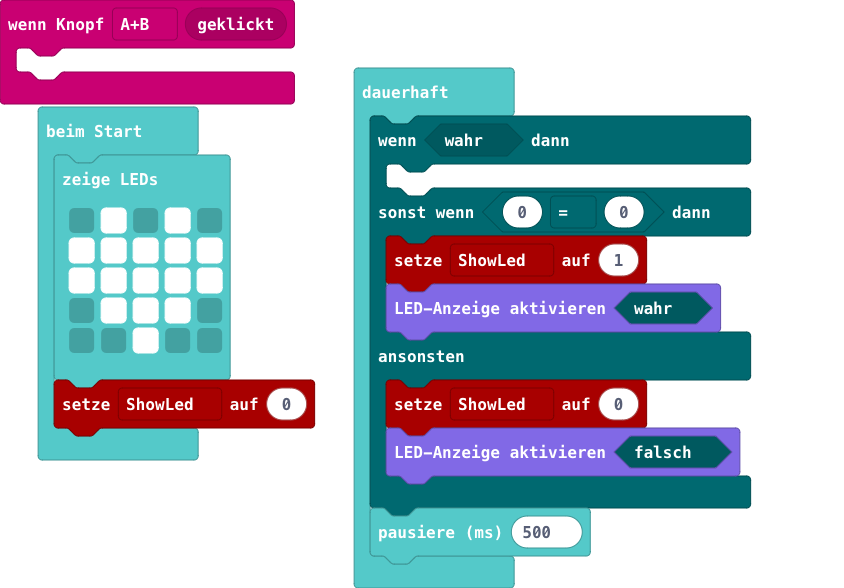 wenn Knopf A+B geklickt
beim Start
zeige LEDs
setze ShowLed auf 0
dauerhaft
wenn wahr dann
sonst wenn 0 = 0 dann
setze ShowLed auf 1
LED-Anzeige aktivieren wahr
ansonsten
setze ShowLed auf 0
LED-Anzeige aktivieren falsch
pausiere (ms) 500